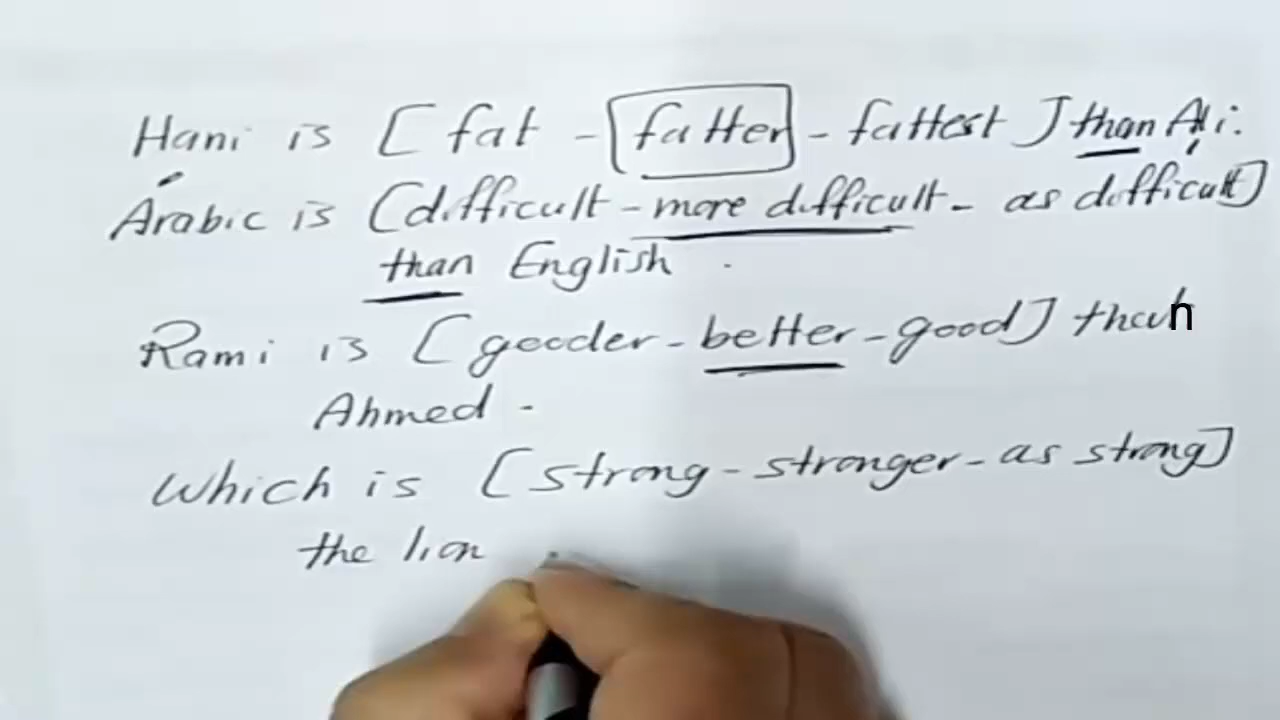 Hani is [fat - fatter - fattest] than Ali.
Arabic is (difficult - more difficult - as difficult]
than English.
Rami is [gooder - better - good] than
Ahmed.
Which is [strong - stronger - as strong]
the lion